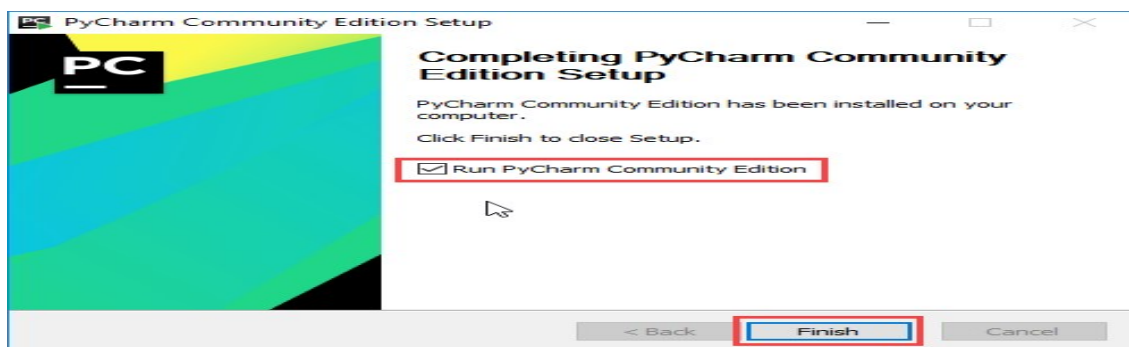 PC PyCharm Community Edition Setup
PC
Completing PyCharm Community
Edition Setup
PyCharm Community Edition has been installed on your
computer.
Click Finish to close Setup.
Run PyCharm Community Edition
< Back Finish Cancel